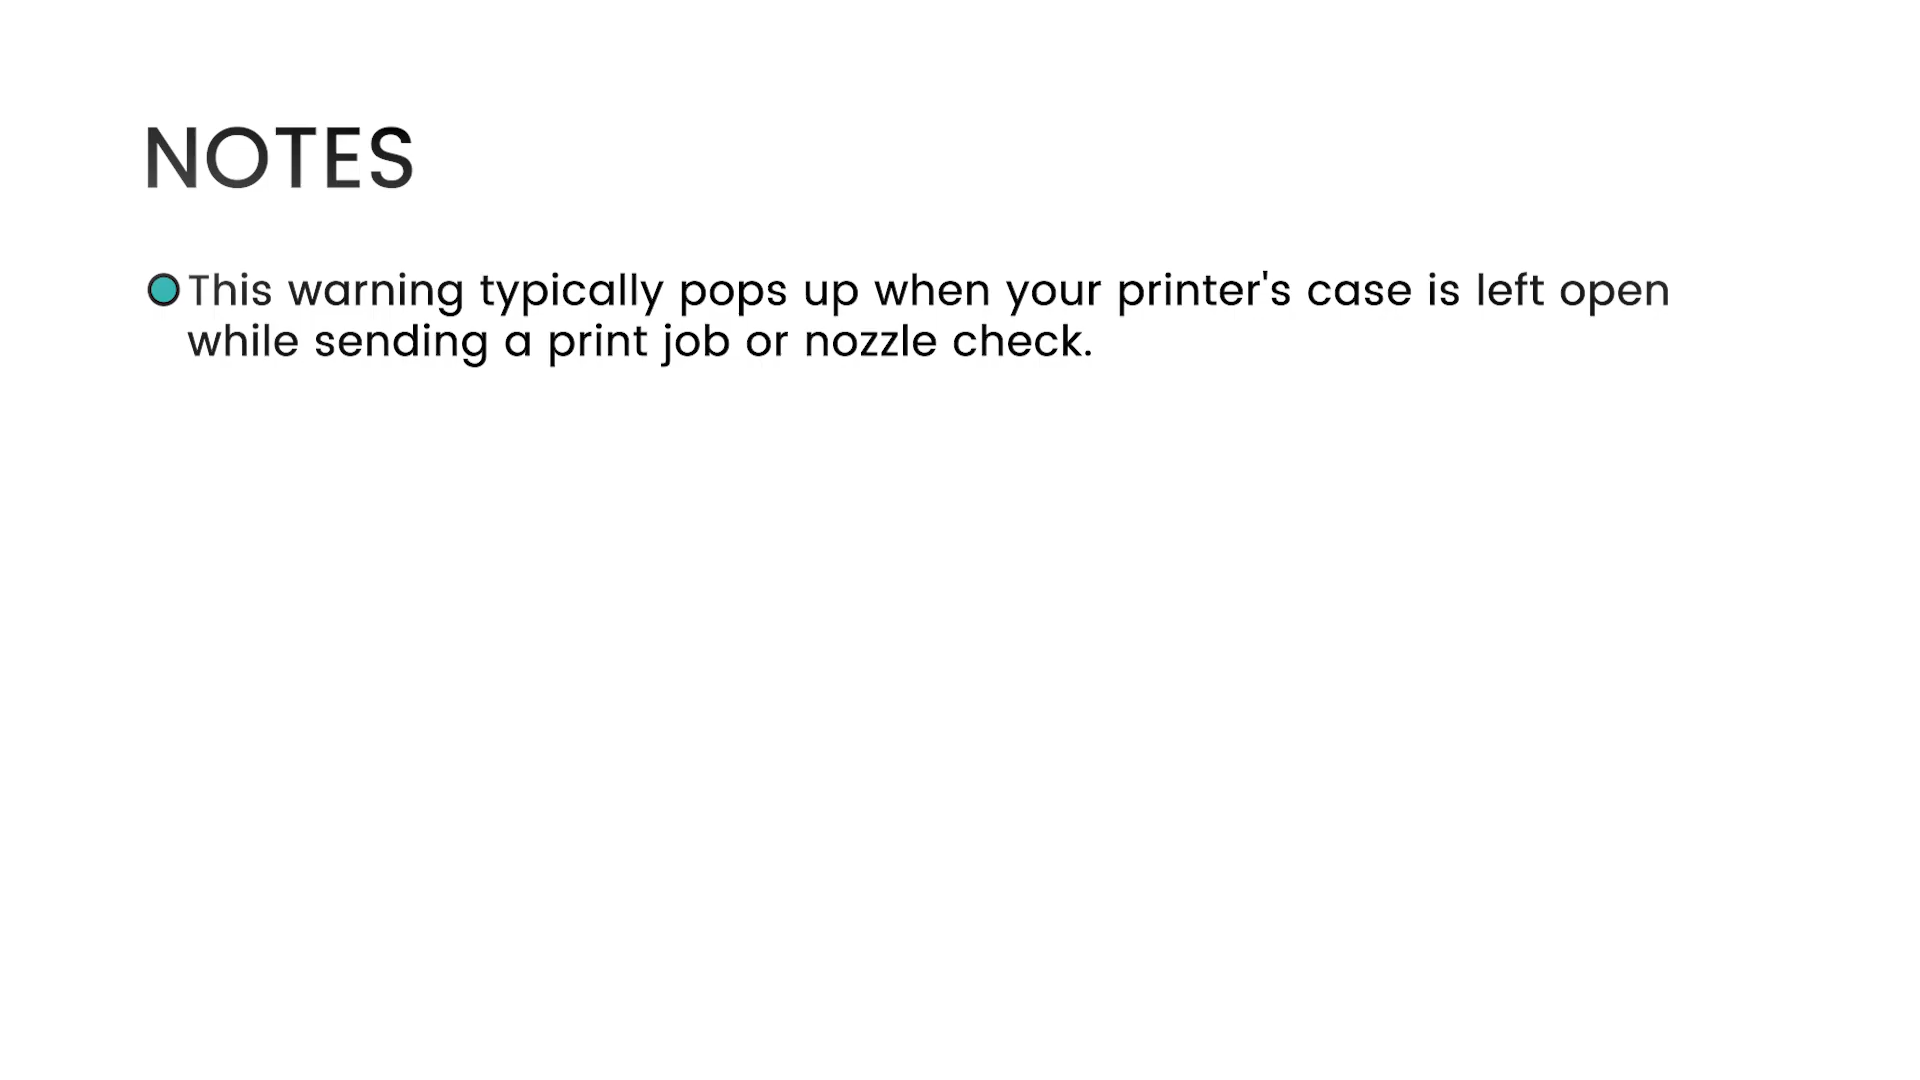 NOTES
This warning typically pops up when your printer's case is left open
while sending a print job or nozzle check.